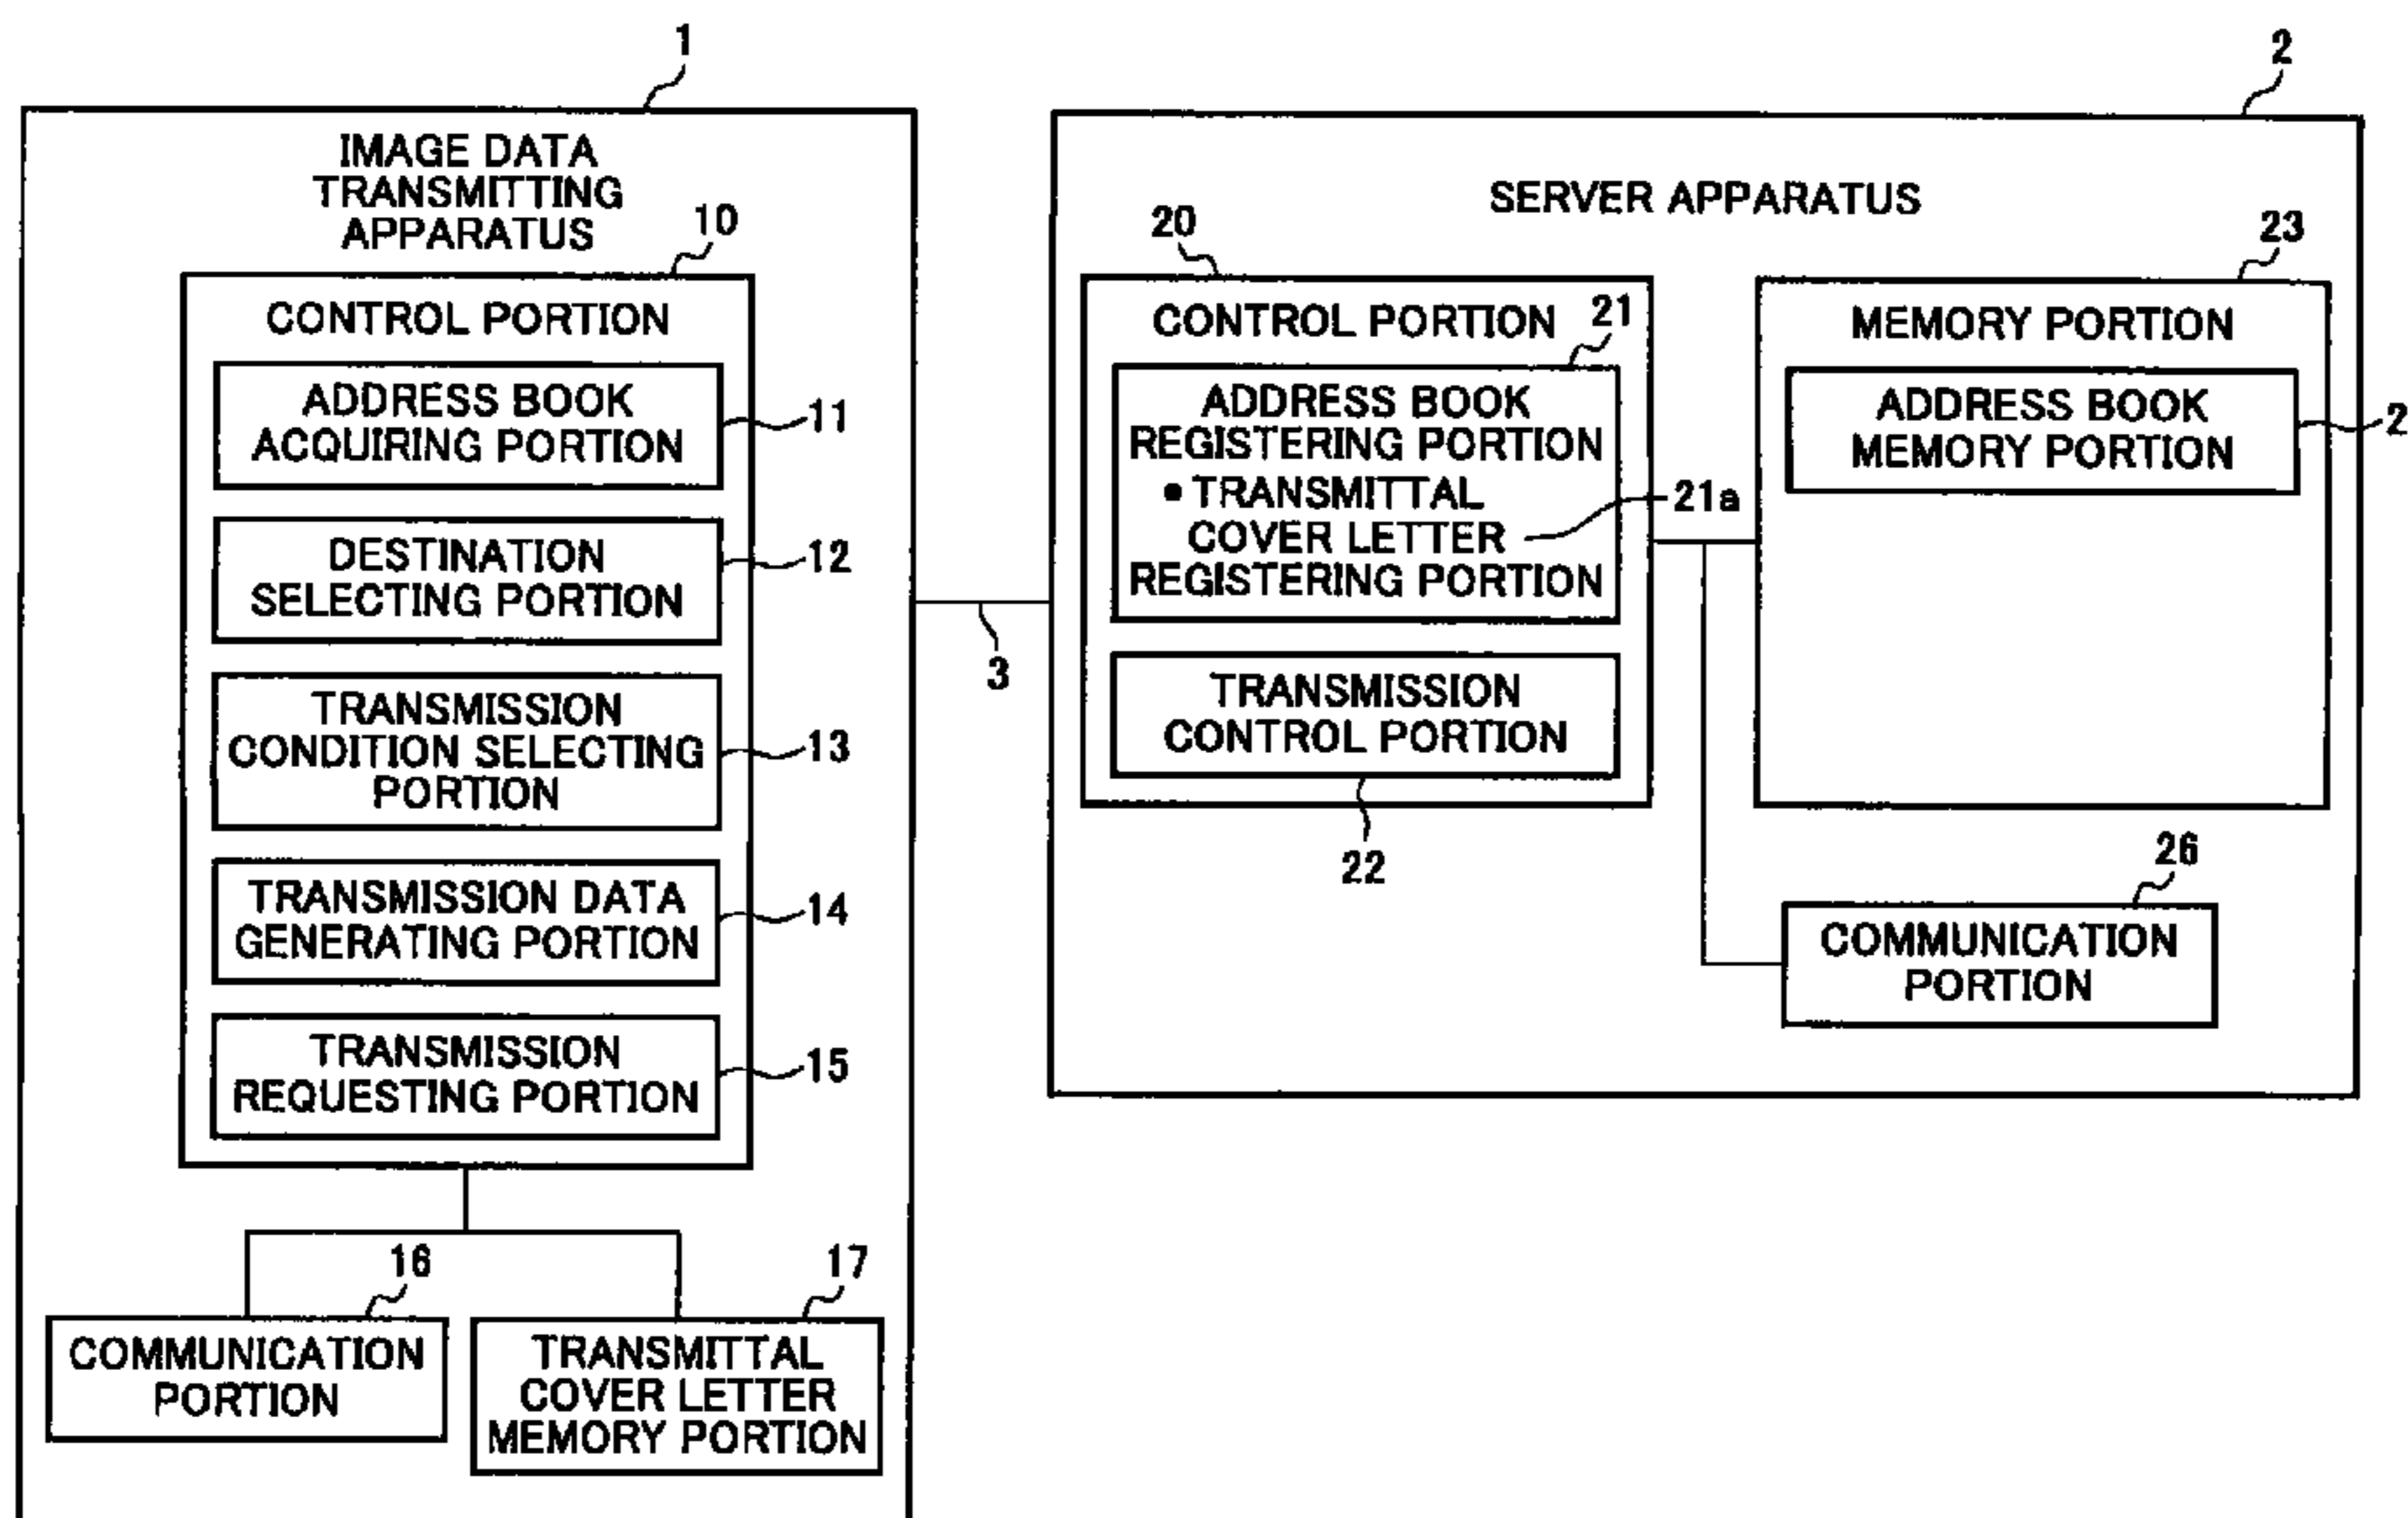 1
IMAGE DATA
TRANSMITTING
APPARATUS
10
CONTROL PORTION
ADDRESS BOOK
ACQUIRING PORTION
11
DESTINATION
SELECTING PORTION
12
TRANSMISSION
CONDITION SELECTING
PORTION
13
TRANSMISSION DATA
GENERATING PORTION
14
TRANSMISSION
REQUESTING PORTION
15
16
COMMUNICATION
PORTION
17
TRANSMITTAL
COVER LETTER
MEMORY PORTION
3
2
SERVER APPARATUS
20
CONTROL PORTION
21
ADDRESS BOOK
REGISTERING PORTION
• TRANSMITTAL
COVER LETTER
REGISTERING PORTION
21a
TRANSMISSION
CONTROL PORTION
22
23
MEMORY PORTION
ADDRESS BOOK
MEMORY PORTION
26
COMMUNICATION
PORTION